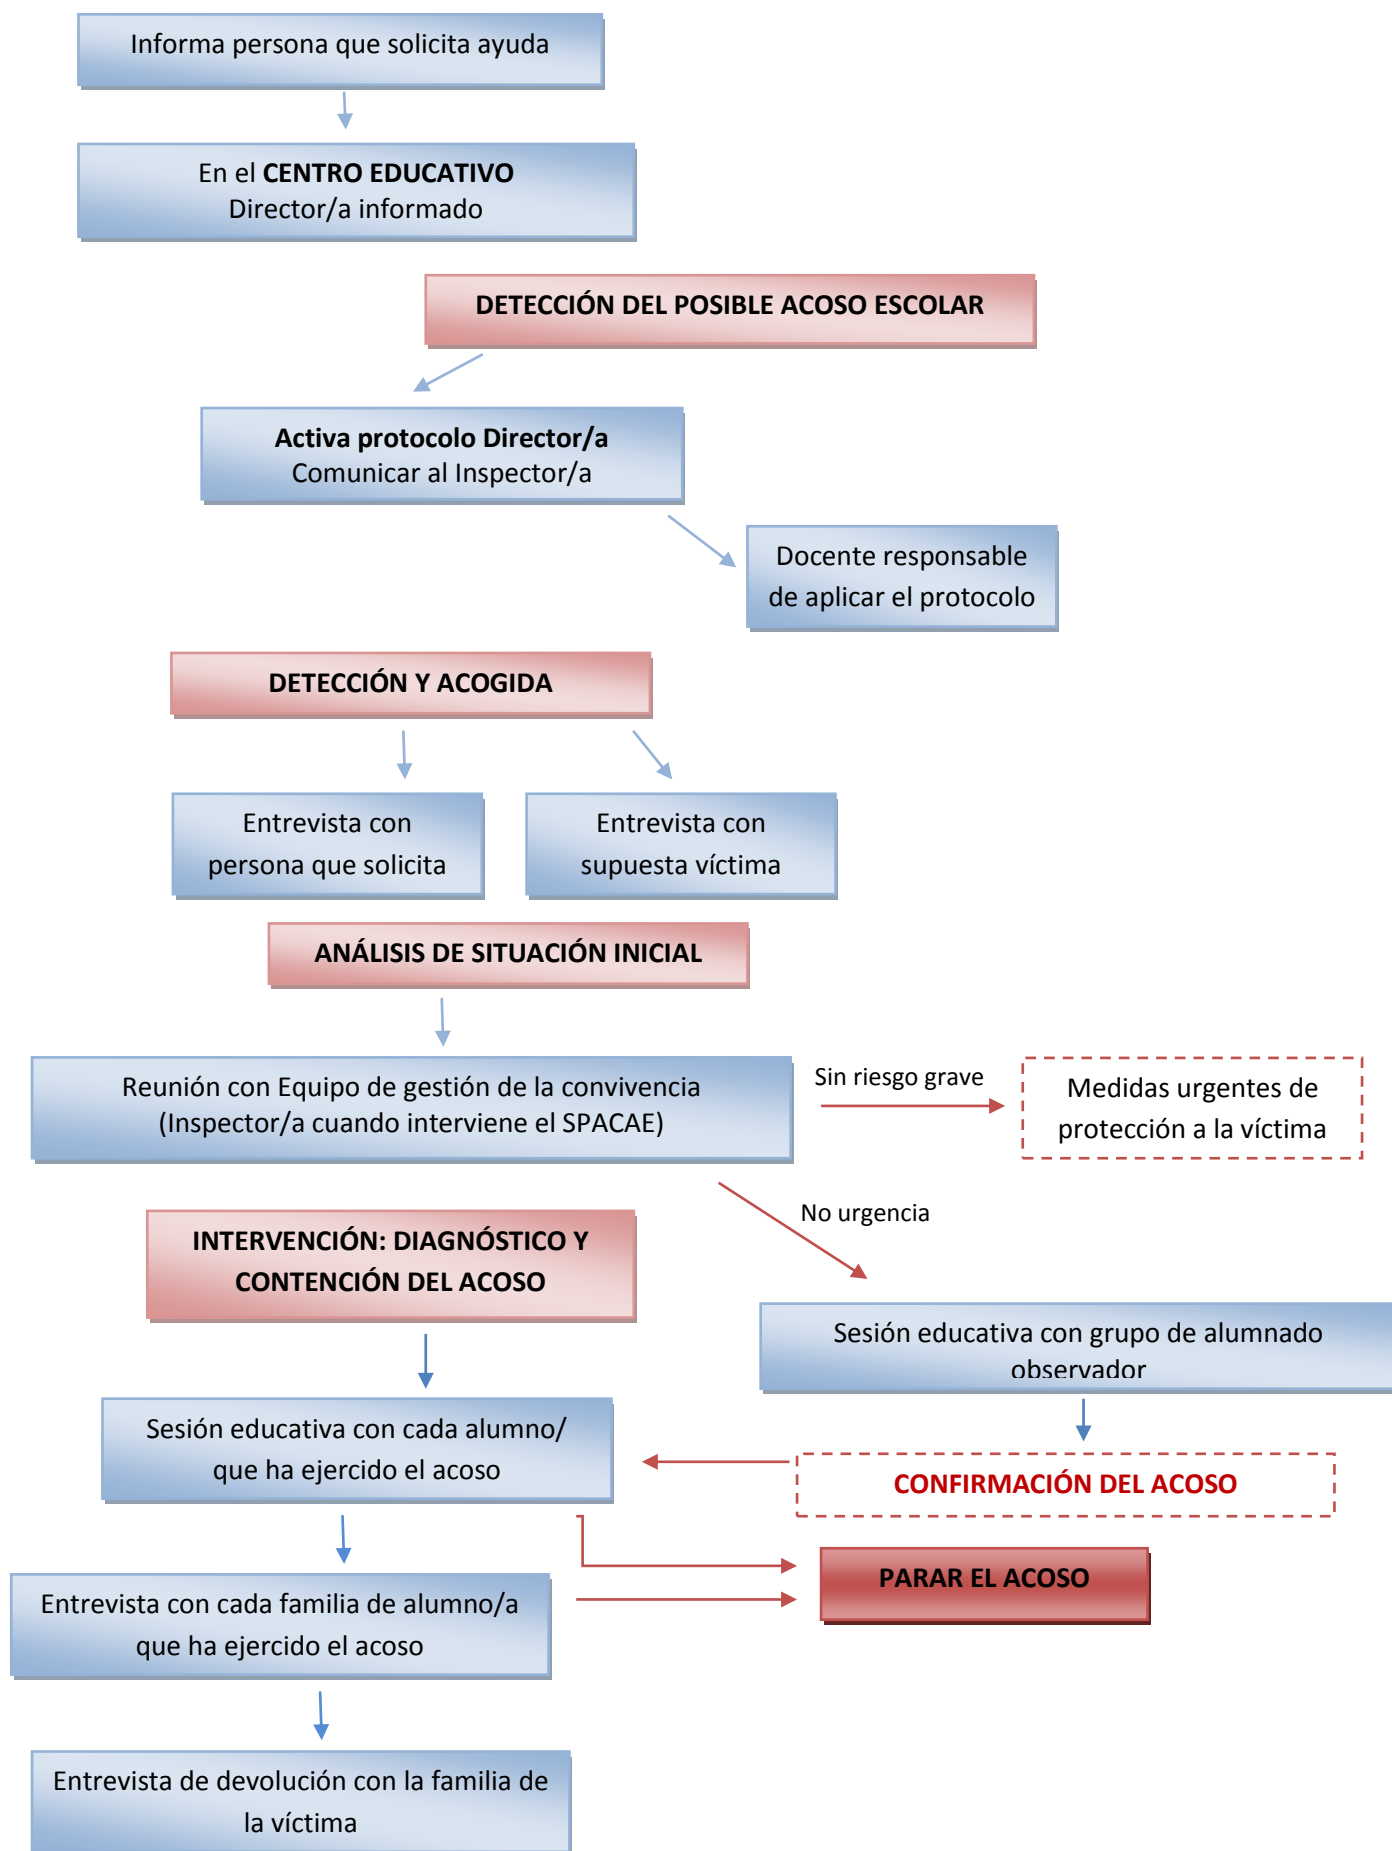 Informa persona que solicita ayuda
En el CENTRO EDUCATIVO
Director/a informado
DETECCIÓN DEL POSIBLE ACOSO ESCOLAR
Activa protocolo Director/a
Comunicar al Inspector/a
Docente responsable
de aplicar el protocolo
DETECCIÓN Y ACOGIDA
Entrevista con
persona que solicita
Entrevista con
supuesta víctima
ANÁLISIS DE SITUACIÓN INICIAL
Reunión con Equipo de gestión de la convivencia
(Inspector/a cuando interviene el SPACAE)
Sin riesgo grave
Medidas urgentes de
protección a la víctima
No urgencia
INTERVENCIÓN: DIAGNÓSTICO Y
CONTENCIÓN DEL ACOSO
Sesión educativa con grupo de alumnado
observador
Sesión educativa con cada alumno/
que ha ejercido el acoso
CONFIRMACIÓN DEL ACOSO
PARAR EL ACOSO
Entrevista con cada familia de alumno/a
que ha ejercido el acoso
Entrevista de devolución con la familia de
la víctima